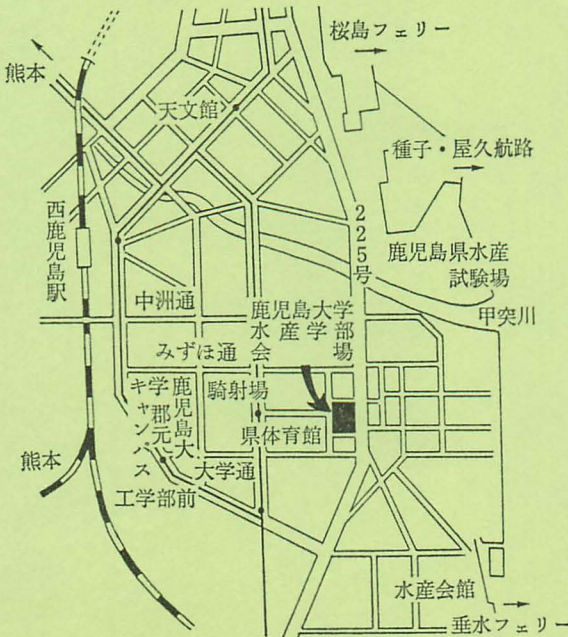 桜島フェリー
熊本
天文館
種子・屋久航路
西鹿児島駅
225号
鹿児島県水産
試験場
中洲通
鹿児島大学
水産学部
会場
甲突川
みずほ通
鹿児島大
学郡元
キャンパス
騎射場
県体育館
熊本
大学通
工学部前
水産会館
垂水フェリー